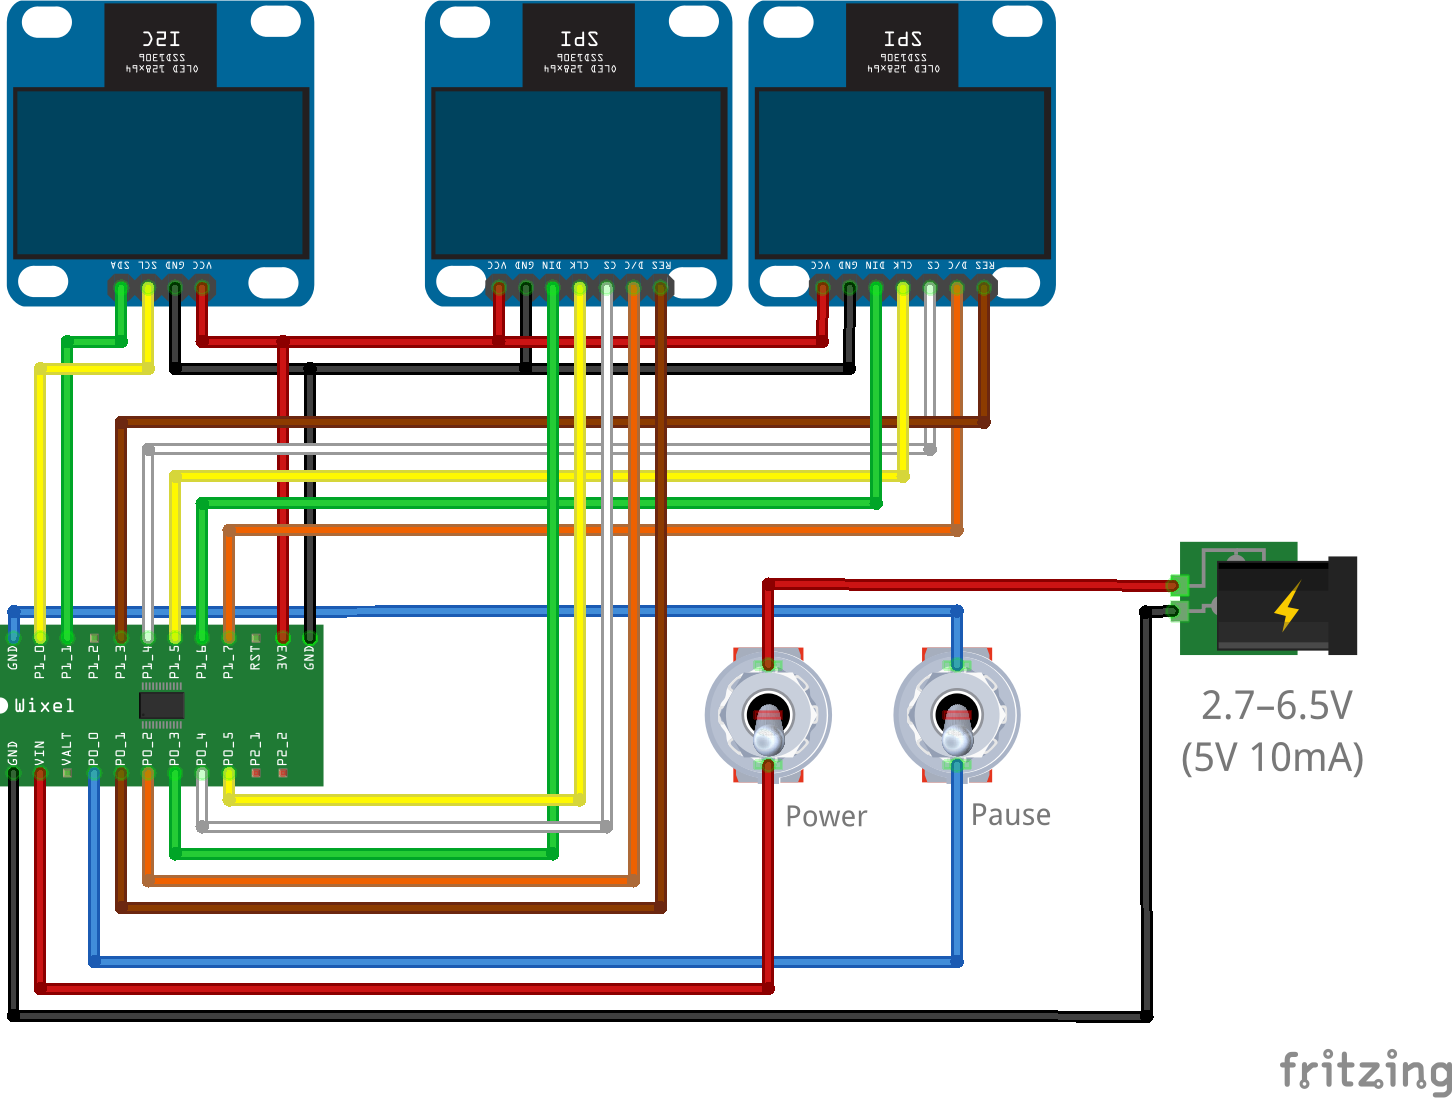 I2C
SSD1306
OLED 128x64
SPI
SSD1306
OLED 128x64
SPI
SSD1306
OLED 128x64
SDA SCL GND VCC
VCC GND DIN CLK CS D/C RES
VCC GND DIN CLK CS D/C RES
GND P1_0 P1_1 P1_2 P1_3 P1_4 P1_5 P1_6 P1_7 RST 3V3 GND
Wixel
GND VIN VALT P0_0 P0_1 P0_2 P0_3 P0_4 P0_5 P2_1 P2_2
2.7–6.5V
(5V 10mA)
Power
Pause
fritzing